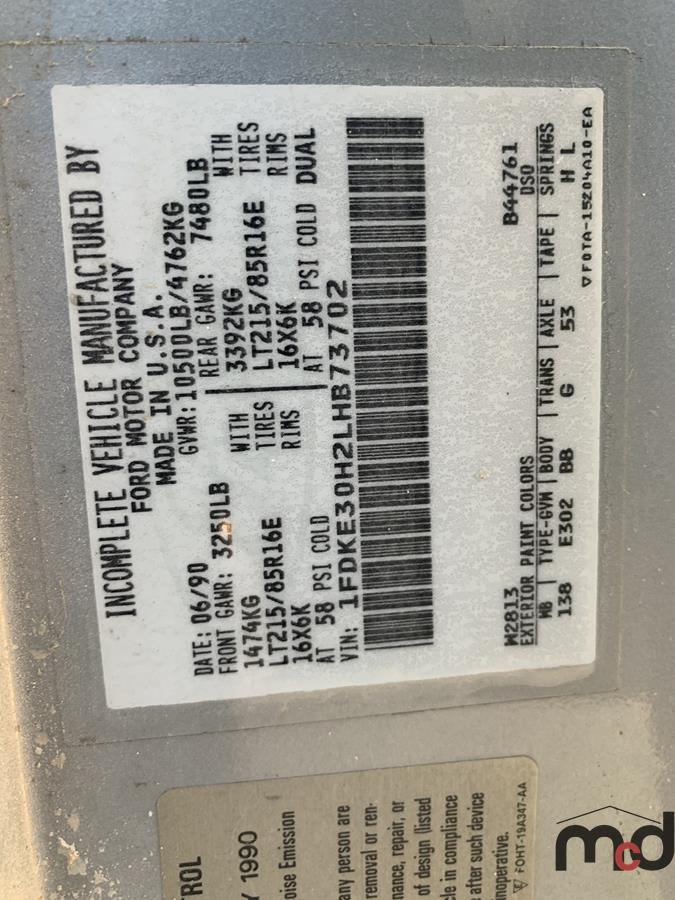 INCOMPLETE VEHICLE MANUFACTURED BY
FORD MOTOR COMPANY
MADE IN U.S.A.
DATE: 06/90 GVWR:10500LB/4762KG
FRONT GAWR: 3250LB REAR GAWR: 7480LB
1474KG WITH 3392KG WITH
LT215/85R16E TIRES LT215/85R16E TIRES
16X6K RIMS 16X6K RIMS
AT 58 PSI COLD AT 58 PSI COLD DUAL
VIN: 1FDKE30H2LHB73702
M2813 B44761
EXTERIOR PAINT COLORS DSO
WB | TYPE-GVM | BODY | TRANS | AXLE | TAPE | SPRINGS
138 E302 BB G 53 H L
▽F0TA-15204A10-EA
TROL
Y 1990
oise Emission
any person are
removal or ren-
nance, repair, or
of design (listed
cle in compliance
after such device
inoperative.
FOHT-19A347-AA
mcd